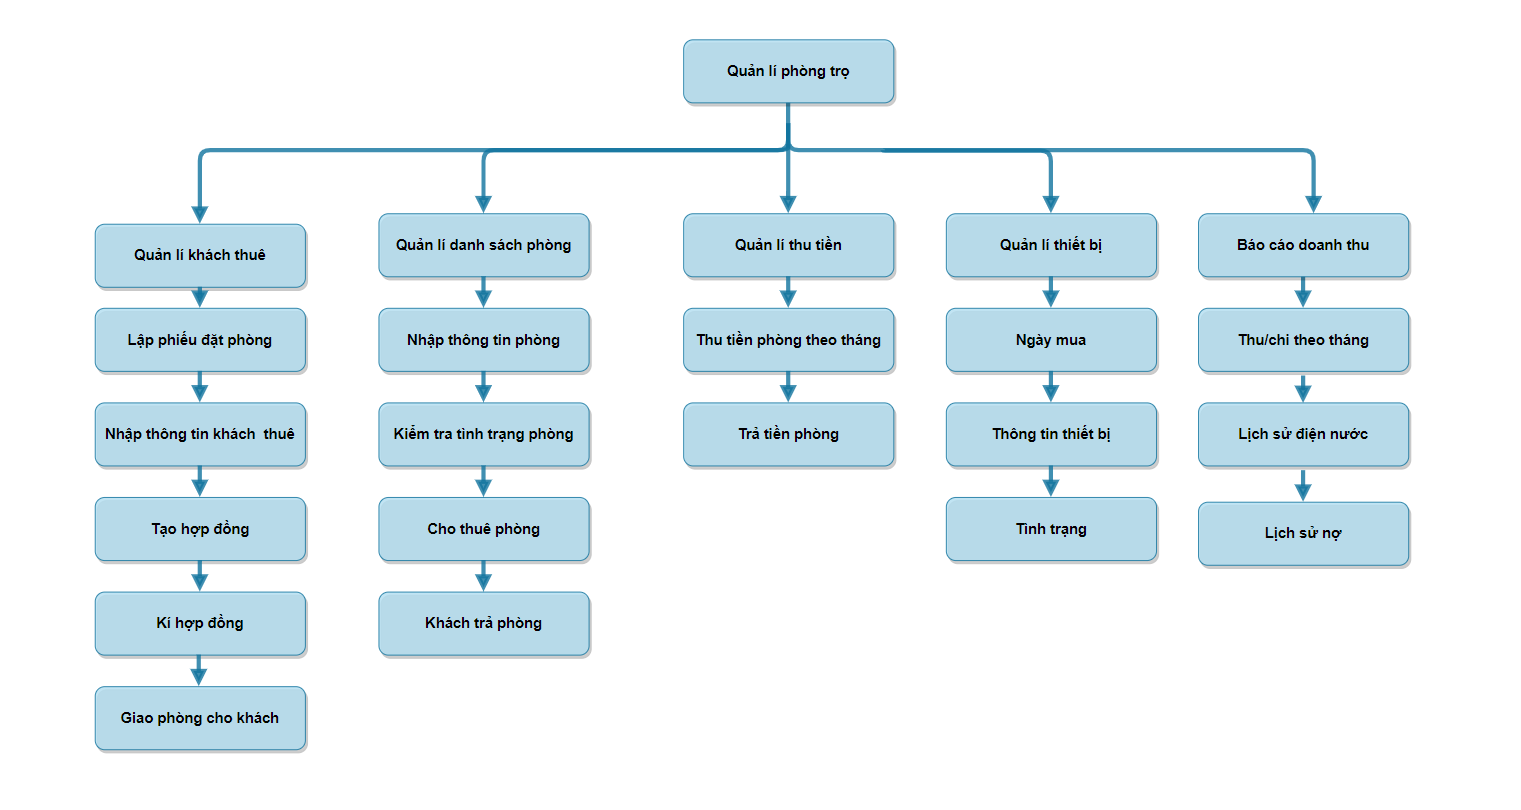 Quản lí phòng trọ
Quản lí khách thuê
Lập phiếu đặt phòng
Nhập thông tin khách  thuê
Tạo hợp đồng
Kí hợp đồng
Giao phòng cho khách
Quản lí danh sách phòng
Nhập thông tin phòng
Kiểm tra tình trạng phòng
Cho thuê phòng
Khách trả phòng
Quản lí thu tiền
Thu tiền phòng theo tháng
Trả tiền phòng
Quản lí thiết bị
Ngày mua
Thông tin thiết bị
Tình trạng
Báo cáo doanh thu
Thu/chi theo tháng
Lịch sử điện nước
Lịch sử nợ